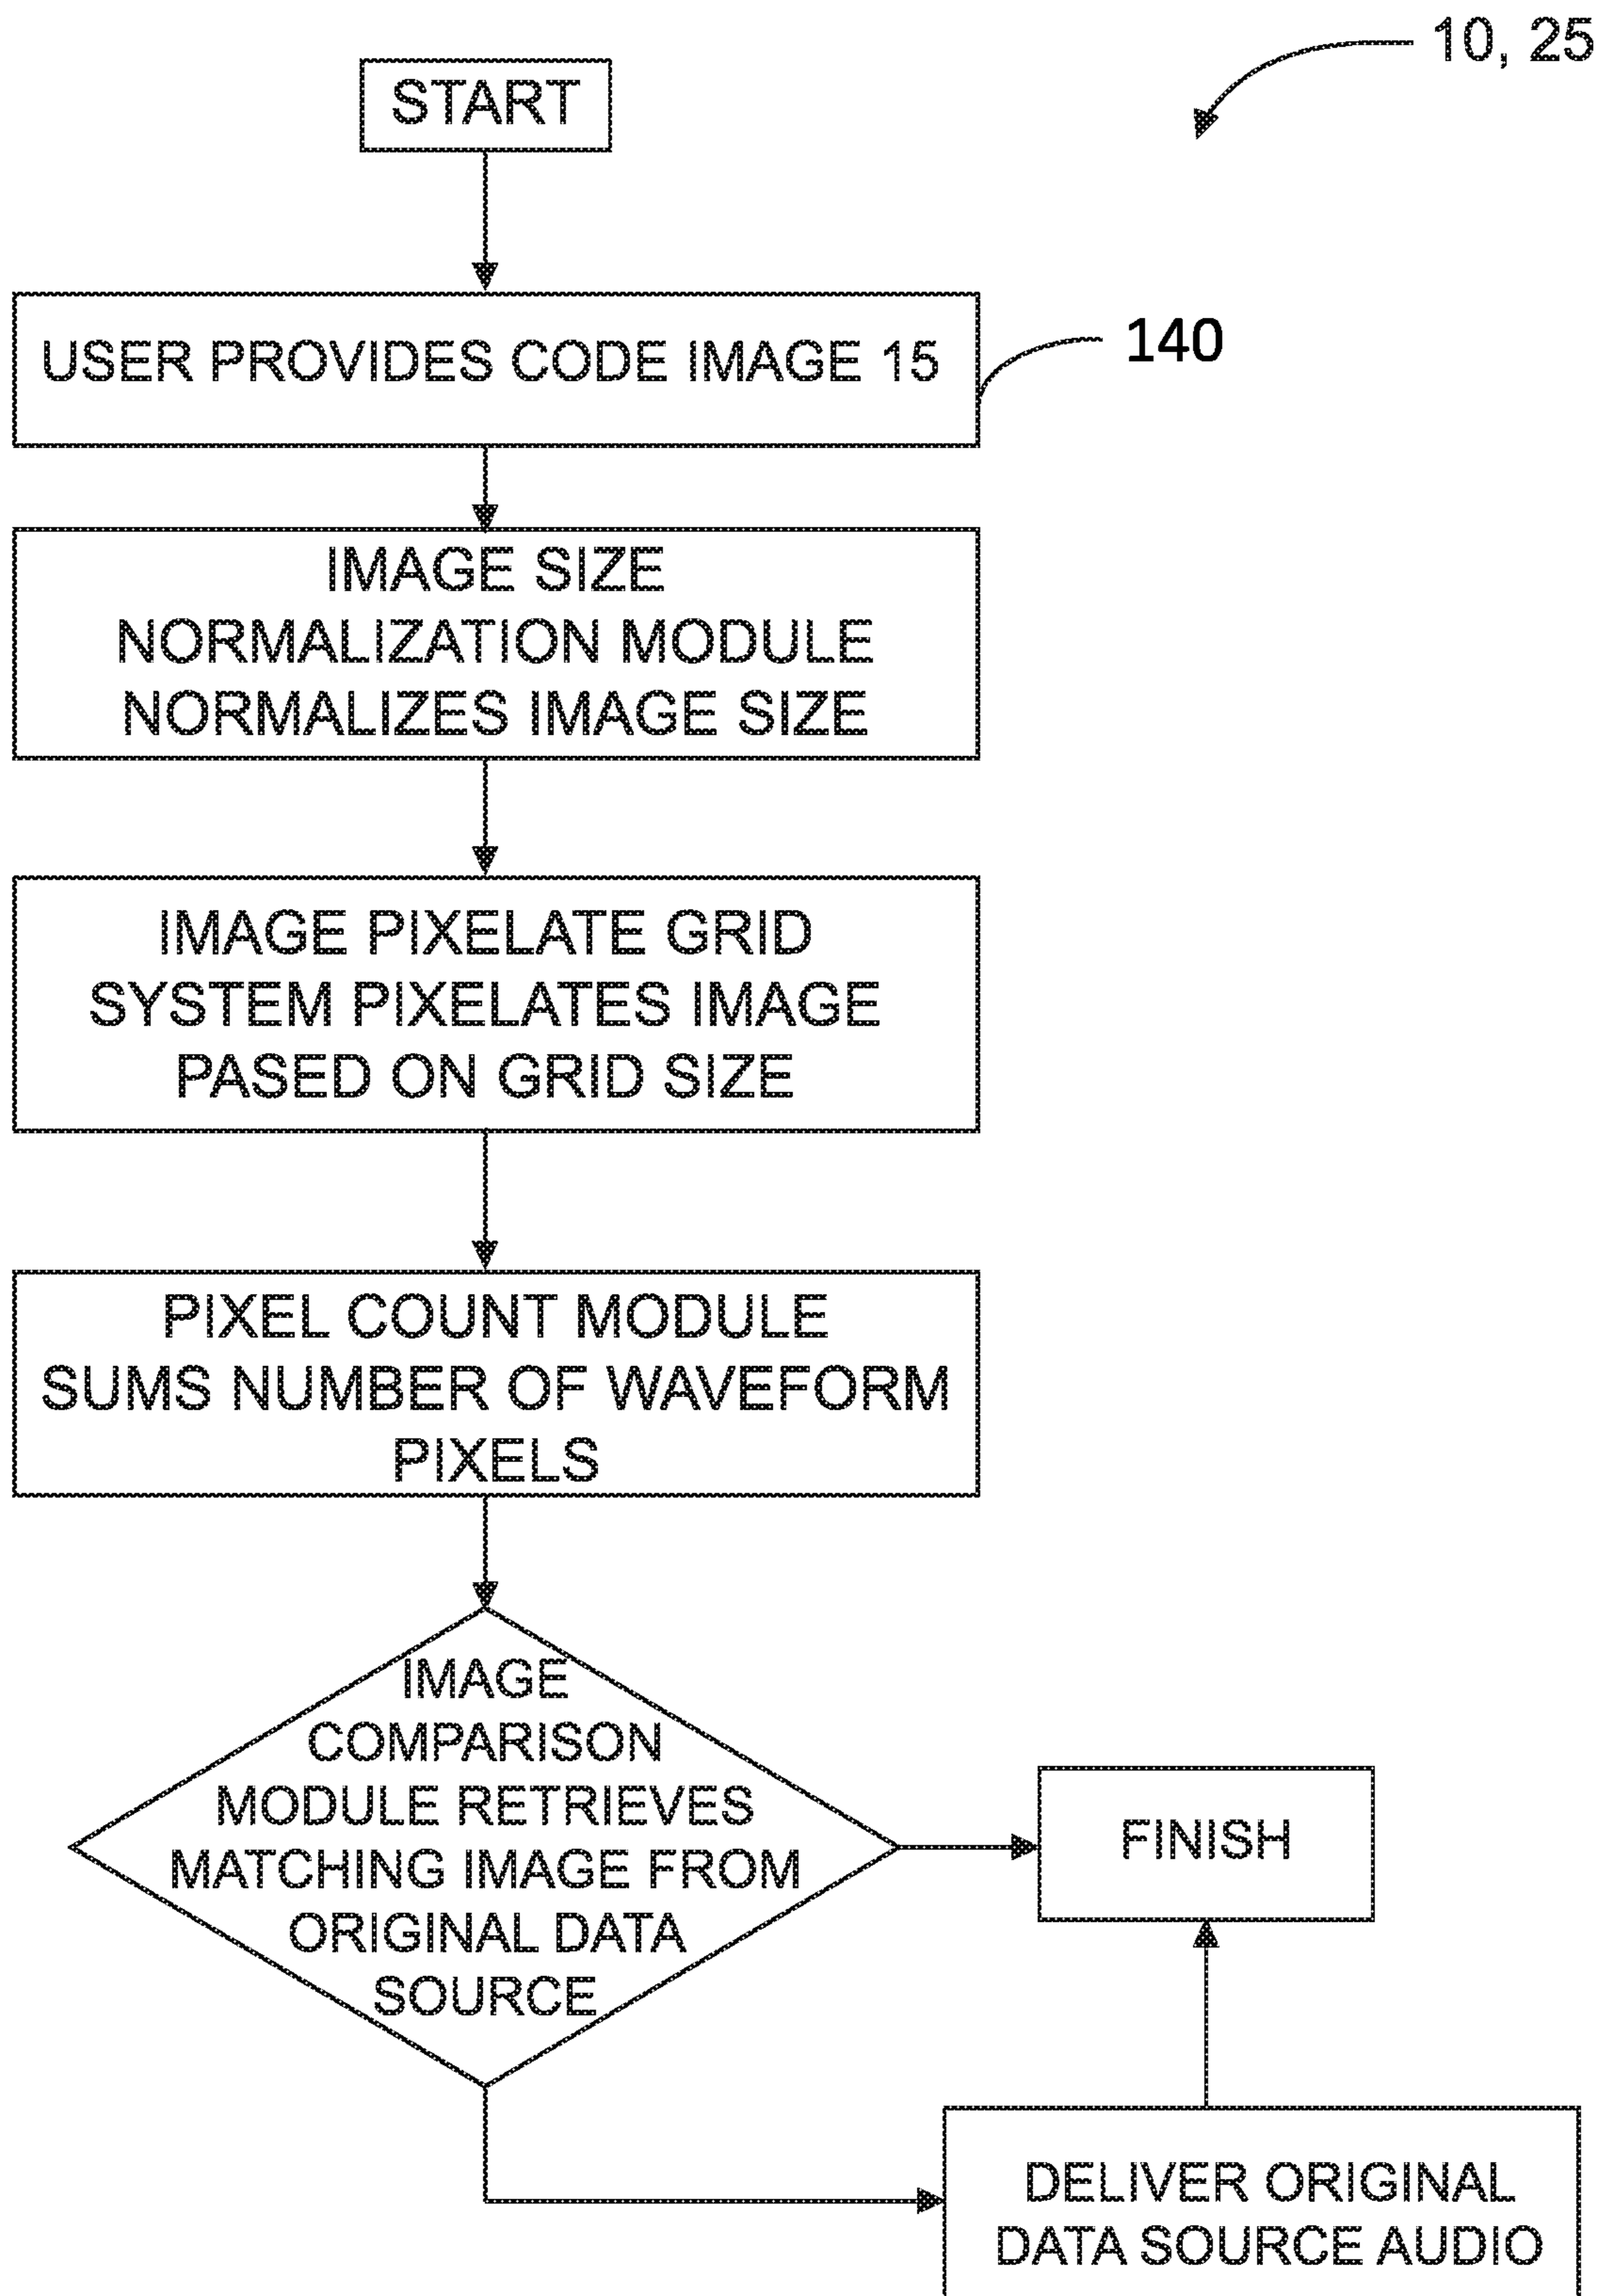 10, 25
START
USER PROVIDES CODE IMAGE 15
140
IMAGE SIZE
NORMALIZATION MODULE
NORMALIZES IMAGE SIZE
IMAGE PIXELATE GRID
SYSTEM PIXELATES IMAGE
PASED ON GRID SIZE
PIXEL COUNT MODULE
SUMS NUMBER OF WAVEFORM
PIXELS
IMAGE
COMPARISON
MODULE RETRIEVES
MATCHING IMAGE FROM
ORIGINAL DATA
SOURCE
FINISH
DELIVER ORIGINAL
DATA SOURCE AUDIO